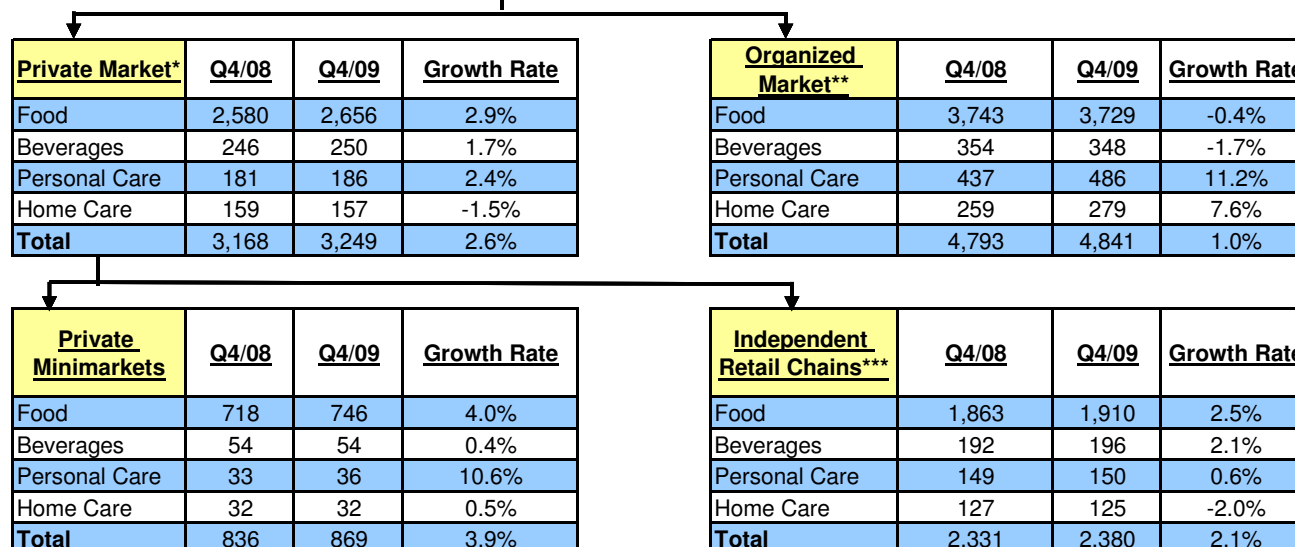 Private Market* Q4/08 Q4/09 Growth Rate
Food 2,580 2,656 2.9%
Beverages 246 250 1.7%
Personal Care 181 186 2.4%
Home Care 159 157 -1.5%
Total 3,168 3,249 2.6%
Organized
Market** Q4/08 Q4/09 Growth Rate
Food 3,743 3,729 -0.4%
Beverages 354 348 -1.7%
Personal Care 437 486 11.2%
Home Care 259 279 7.6%
Total 4,793 4,841 1.0%
Private
Minimarkets Q4/08 Q4/09 Growth Rate
Food 718 746 4.0%
Beverages 54 54 0.4%
Personal Care 33 36 10.6%
Home Care 32 32 0.5%
Total 836 869 3.9%
Independent
Retail Chains*** Q4/08 Q4/09 Growth Rate
Food 1,863 1,910 2.5%
Beverages 192 196 2.1%
Personal Care 149 150 0.6%
Home Care 127 125 -2.0%
Total 2,331 2,380 2.1%